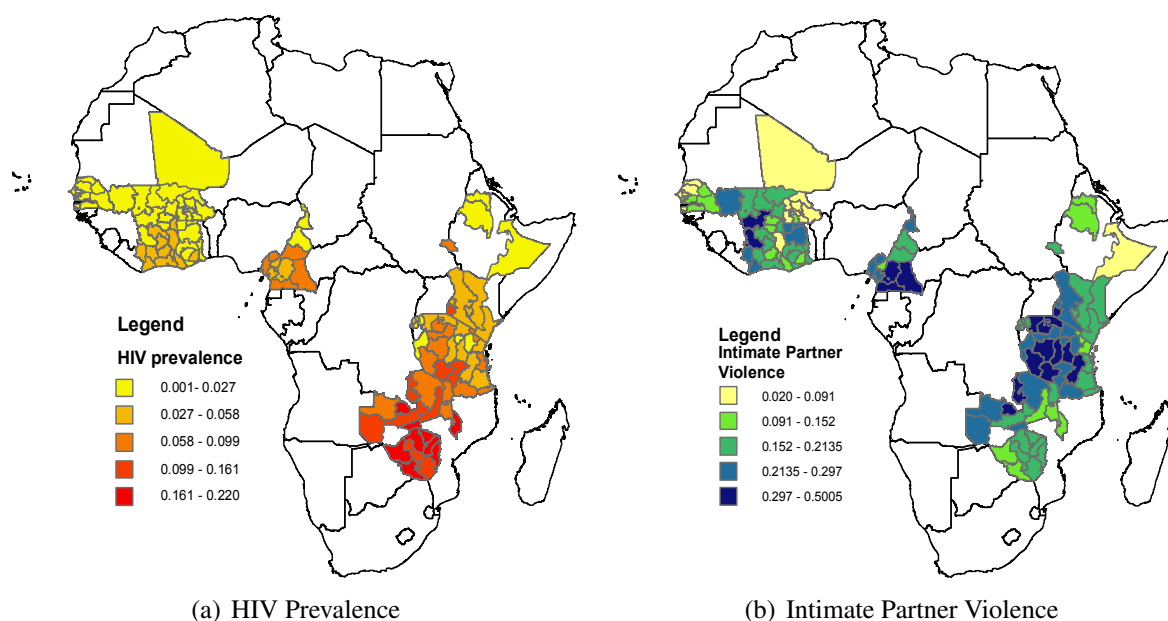 Legend
HIV prevalence
0.001- 0.027
0.027 - 0.058
0.058 - 0.099
0.099 - 0.161
0.161 - 0.220
(a) HIV Prevalence
Legend
Intimate Partner
Violence
0.020 - 0.091
0.091 - 0.152
0.152 - 0.2135
0.2135 - 0.297
0.297 - 0.5005
(b) Intimate Partner Violence